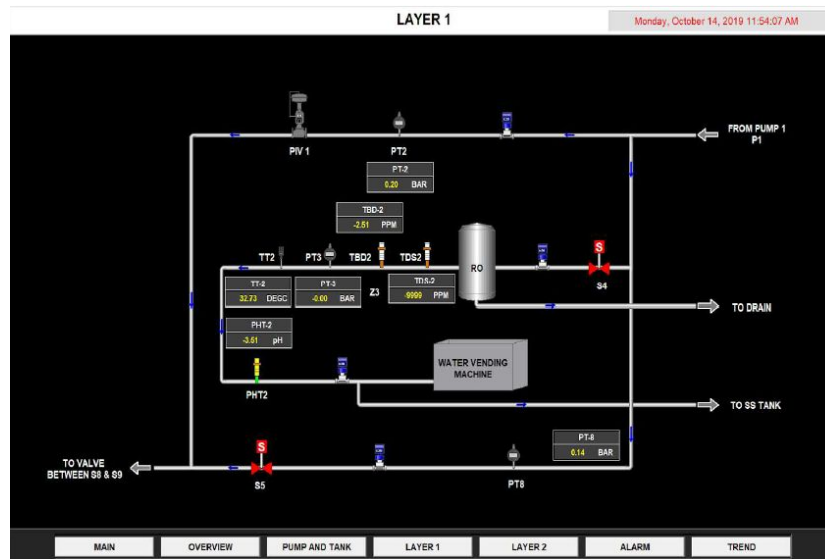 LAYER 1
Monday, October 14, 2019 11:54:07 AM
FROM PUMP 1
P1
PIV 1
PT2
PT-2
0.20 BAR
TBD-2
-2.51 PPM
TT2
PT3
TBD2
TDS2
RO
S
S4
TT-2
32.73 DEGC
PT-3
-0.00 BAR
Z3
TDS-2
-9999 PPM
TO DRAIN
PHT-2
-3.51 pH
WATER VENDING
MACHINE
PHT2
TO SS TANK
PT-8
0.14 BAR
S
TO VALVE
BETWEEN S8 & S9
S5
PT8
MAIN
OVERVIEW
PUMP AND TANK
LAYER 1
LAYER 2
ALARM
TREND